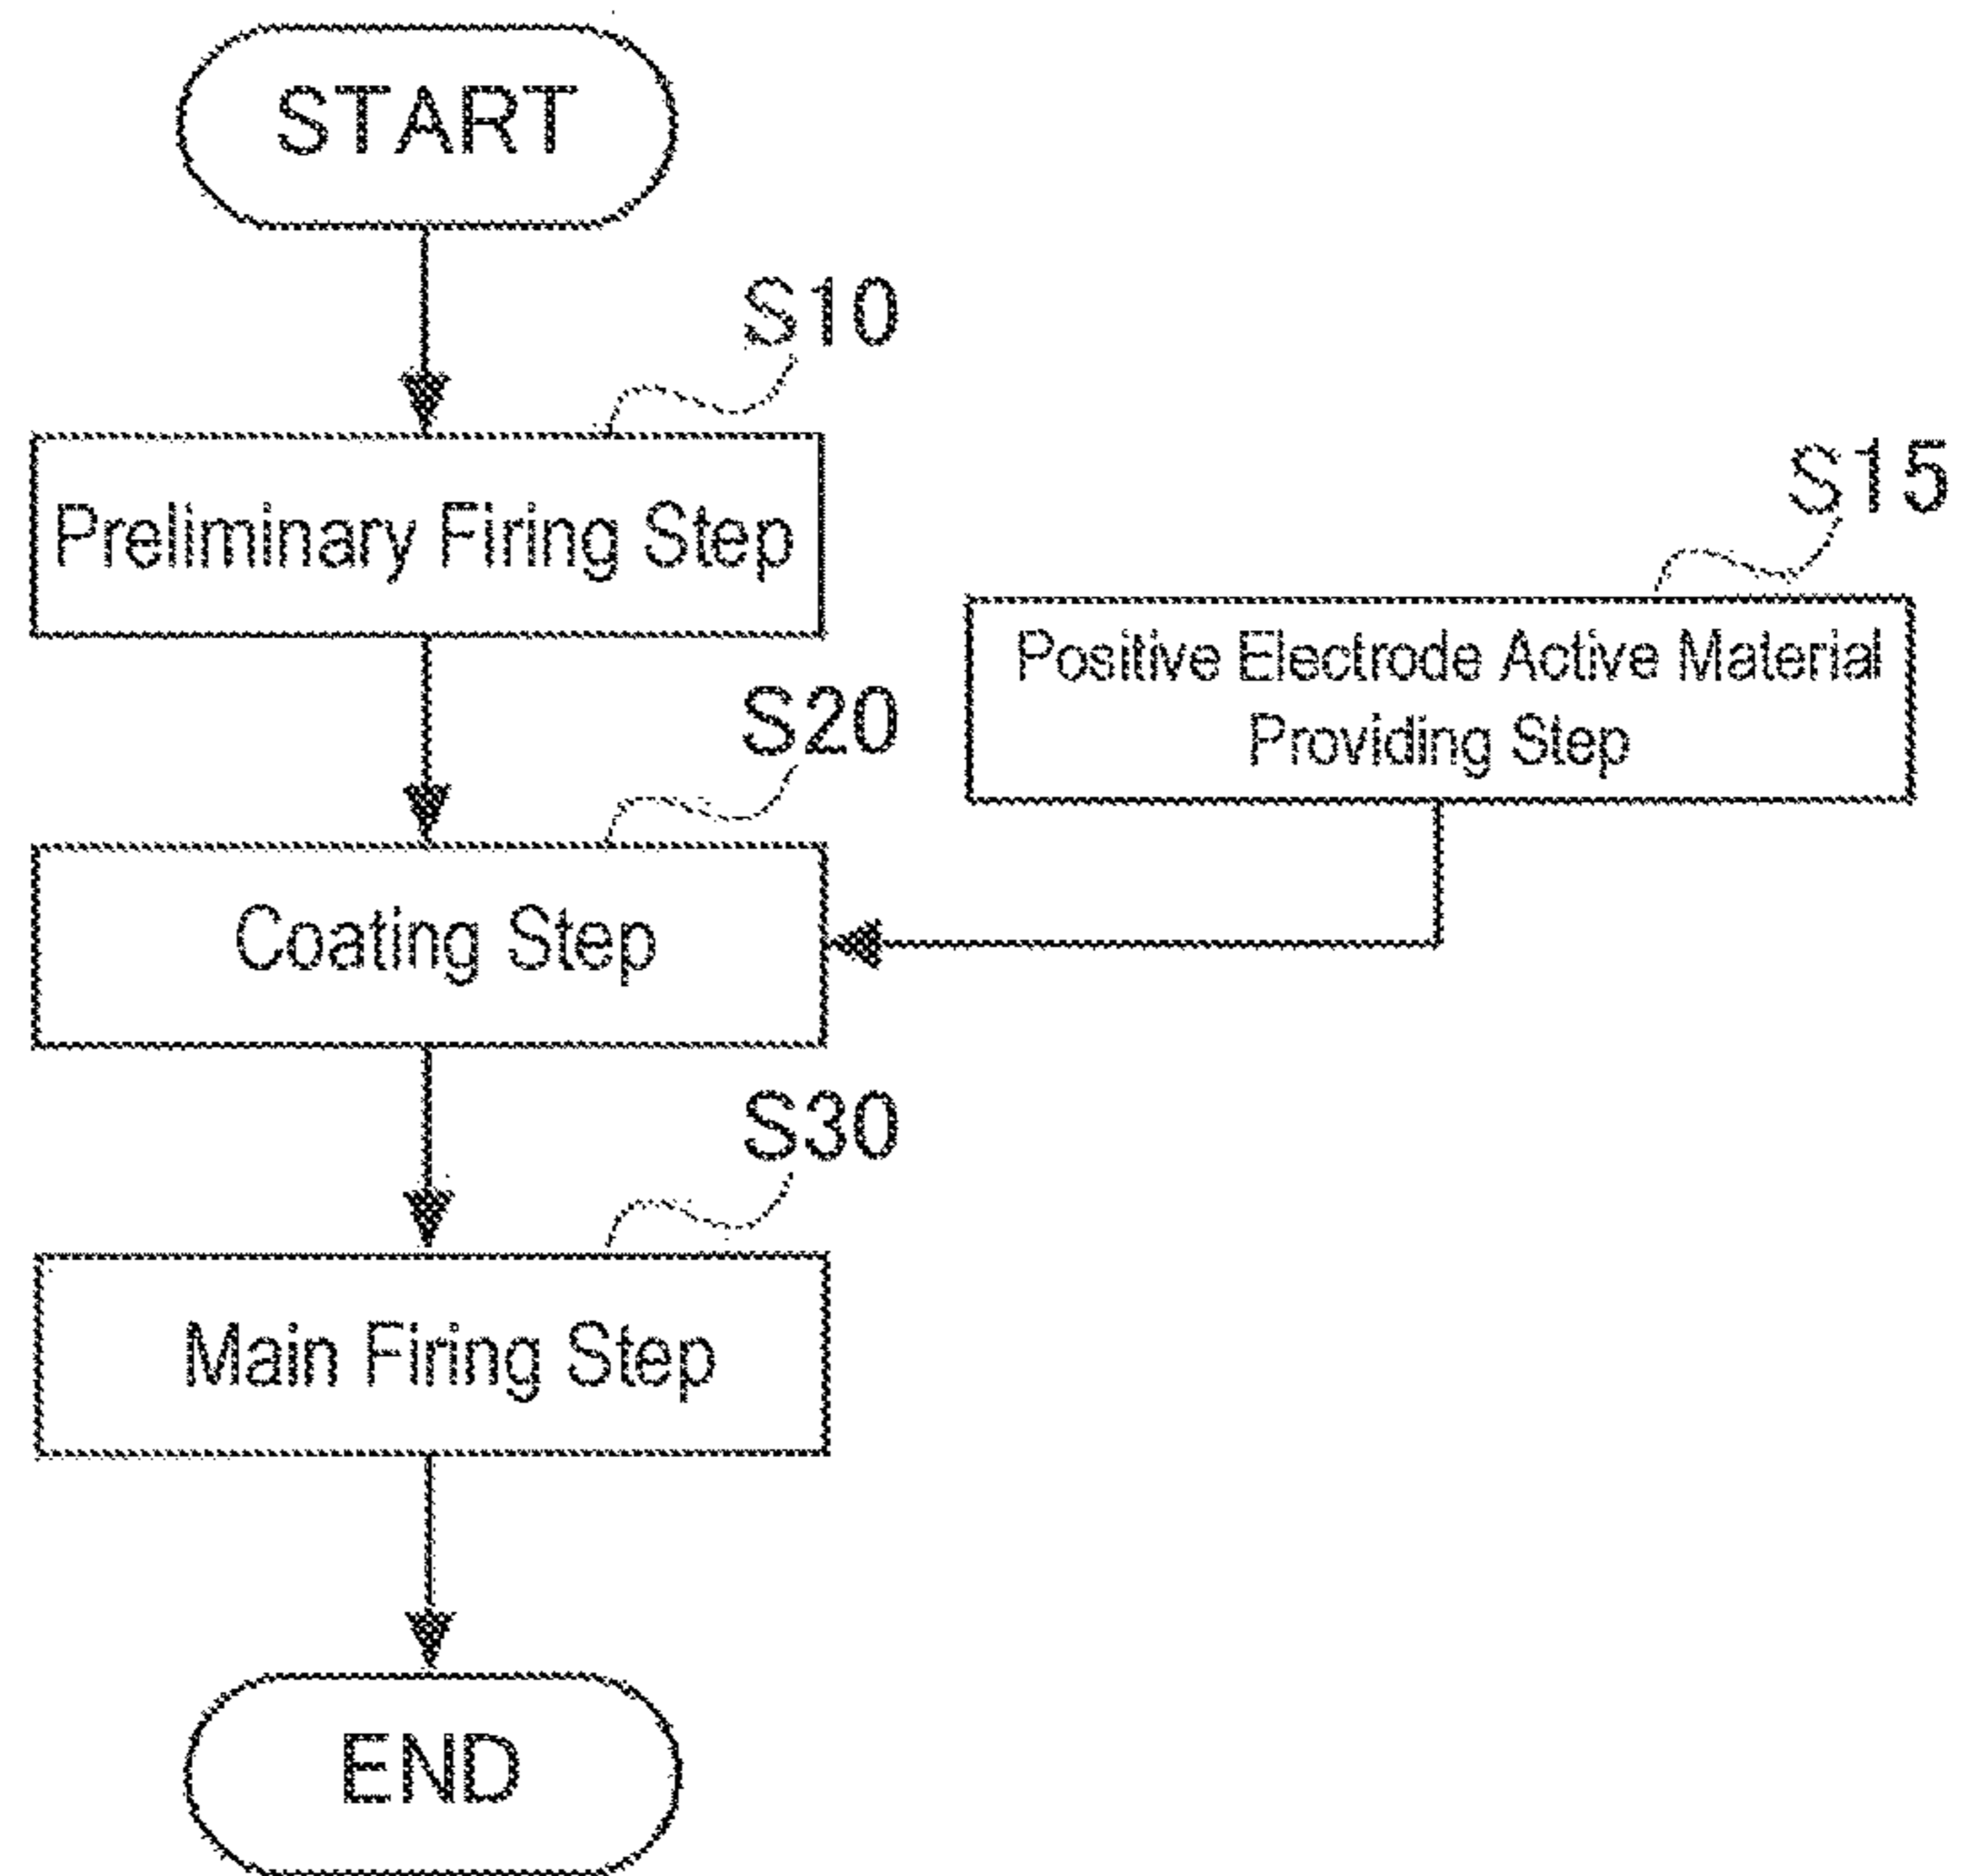 START
S10
Preliminary Firing Step
S15
Positive Electrode Active Material
Providing Step
S20
Coating Step
S30
Main Firing Step
END